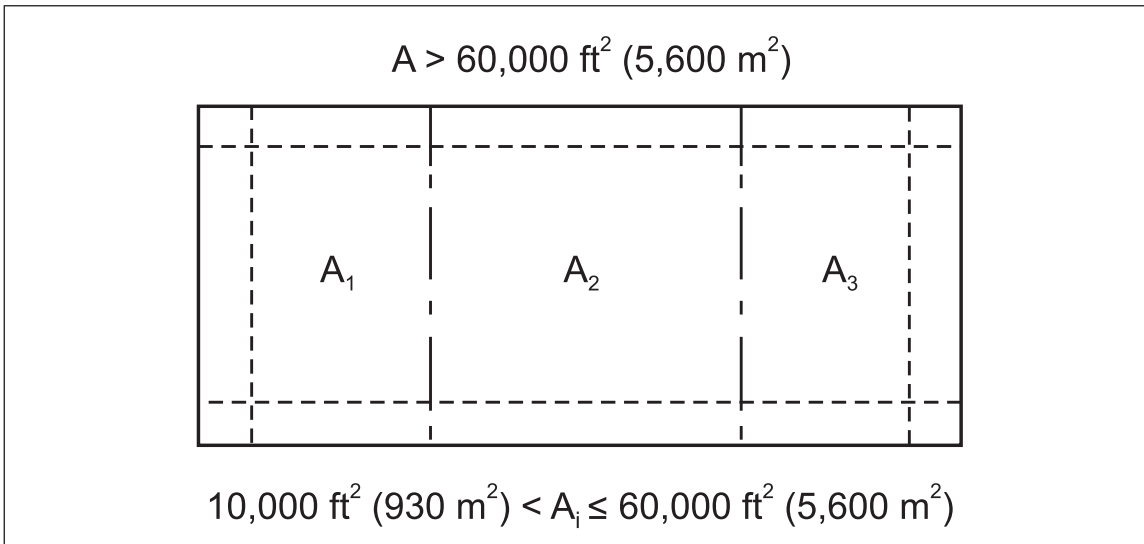 A > 60,000 ft² (5,600 m²)
A₁ A₂ A₃
10,000 ft² (930 m²) < Aᵢ ≤ 60,000 ft² (5,600 m²)